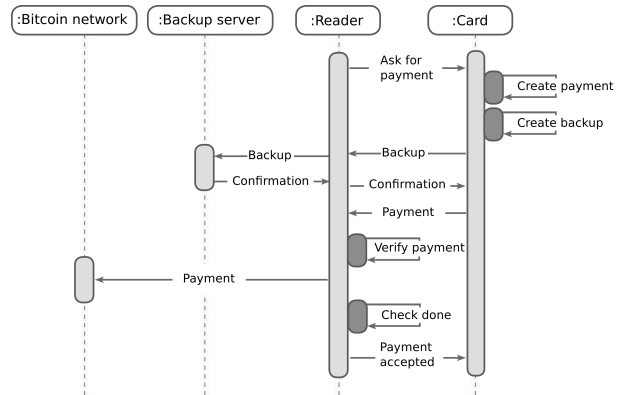 :Bitcoin network
:Backup server
:Reader
:Card
Ask for
payment
Create payment
Create backup
Backup
Backup
Confirmation
Confirmation
Payment
Verify payment
Payment
Check done
Payment
accepted